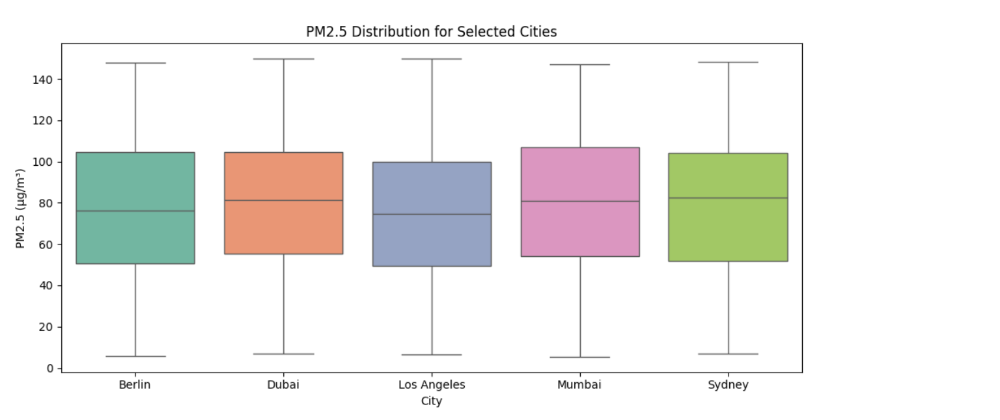 PM2.5 Distribution for Selected Cities
PM2.5 (µg/m³)
140
120
100
80
60
40
20
0
Berlin Dubai Los Angeles Mumbai Sydney
City